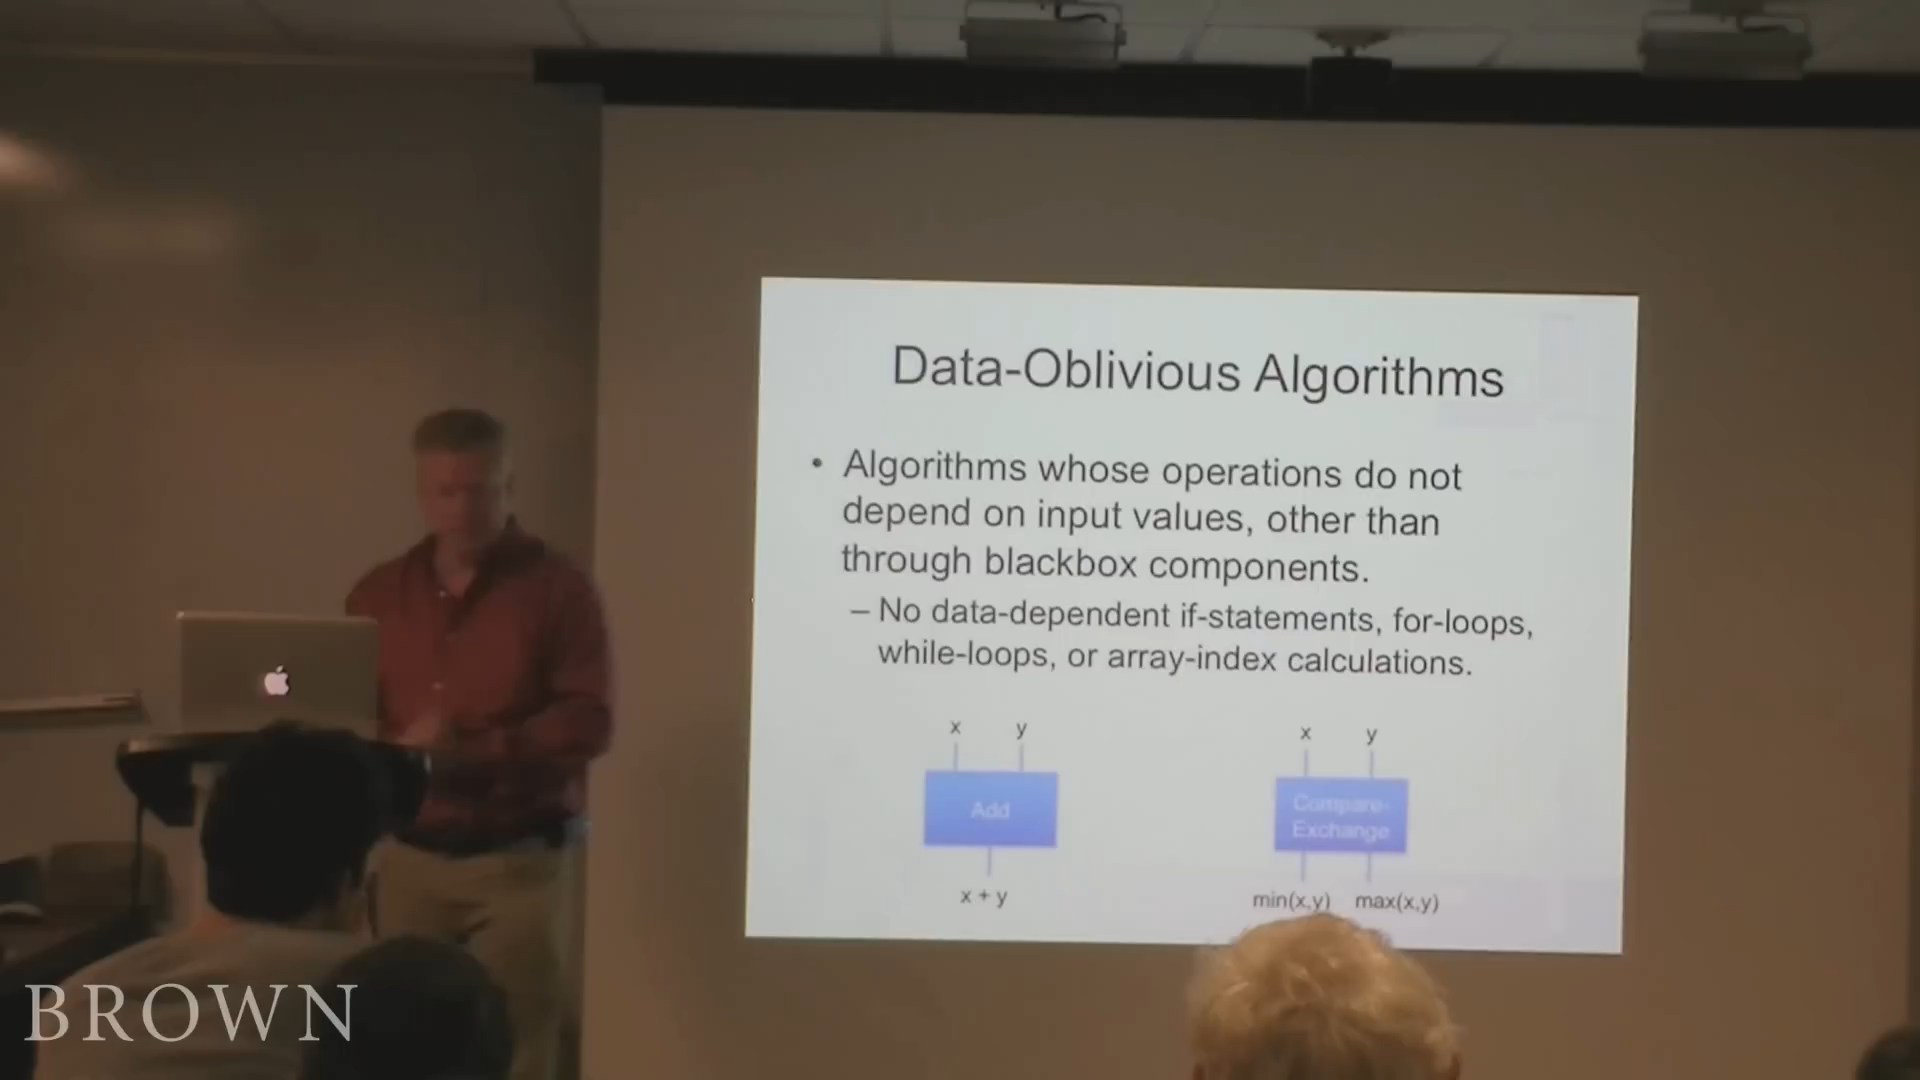 Data-Oblivious Algorithms
• Algorithms whose operations do not
depend on input values, other than
through blackbox components.
– No data-dependent if-statements, for-loops,
while-loops, or array-index calculations.
x y
Add
x + y
x y
Compare-
Exchange
min(x,y) max(x,y)
BROWN